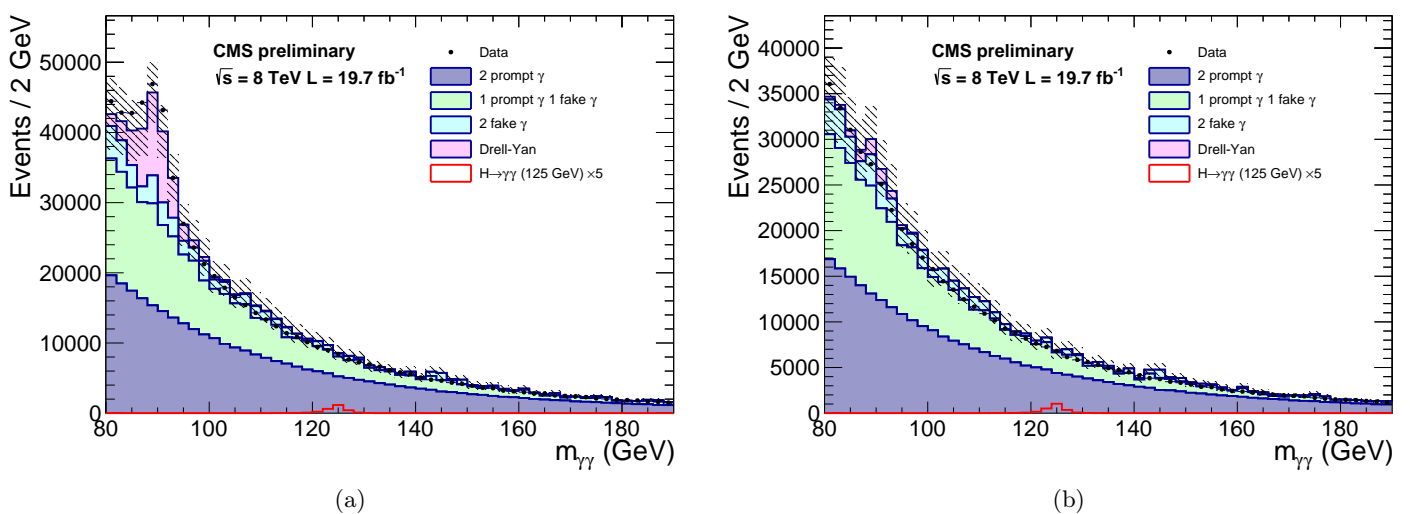 Events / 2 GeV
50000
40000
30000
20000
10000
0
CMS preliminary
√s = 8 TeV L = 19.7 fb⁻¹
Data
2 prompt γ
1 prompt γ 1 fake γ
2 fake γ
Drell-Yan
H→γγ (125 GeV) ×5
80 100 120 140 160 180
mγγ (GeV)
(a)
Events / 2 GeV
40000
35000
30000
25000
20000
15000
10000
5000
0
CMS preliminary
√s = 8 TeV L = 19.7 fb⁻¹
Data
2 prompt γ
1 prompt γ 1 fake γ
2 fake γ
Drell-Yan
H→γγ (125 GeV) ×5
80 100 120 140 160 180
mγγ (GeV)
(b)